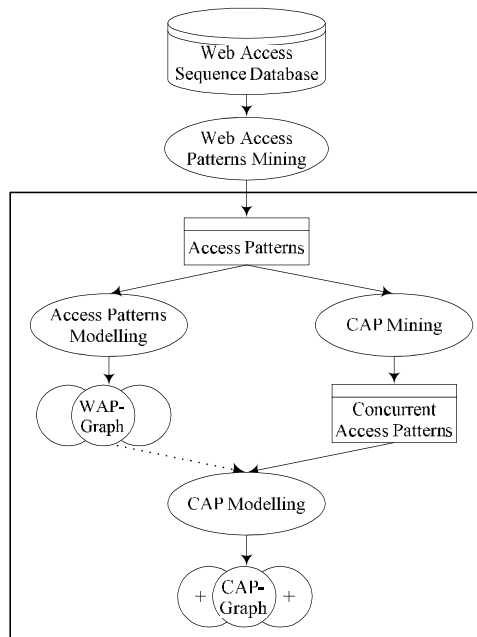 Web Access
Sequence Database
Web Access
Patterns Mining
Access Patterns
Access Patterns
Modelling
CAP Mining
WAP-
Graph
Concurrent
Access Patterns
CAP Modelling
+
CAP-
Graph
+